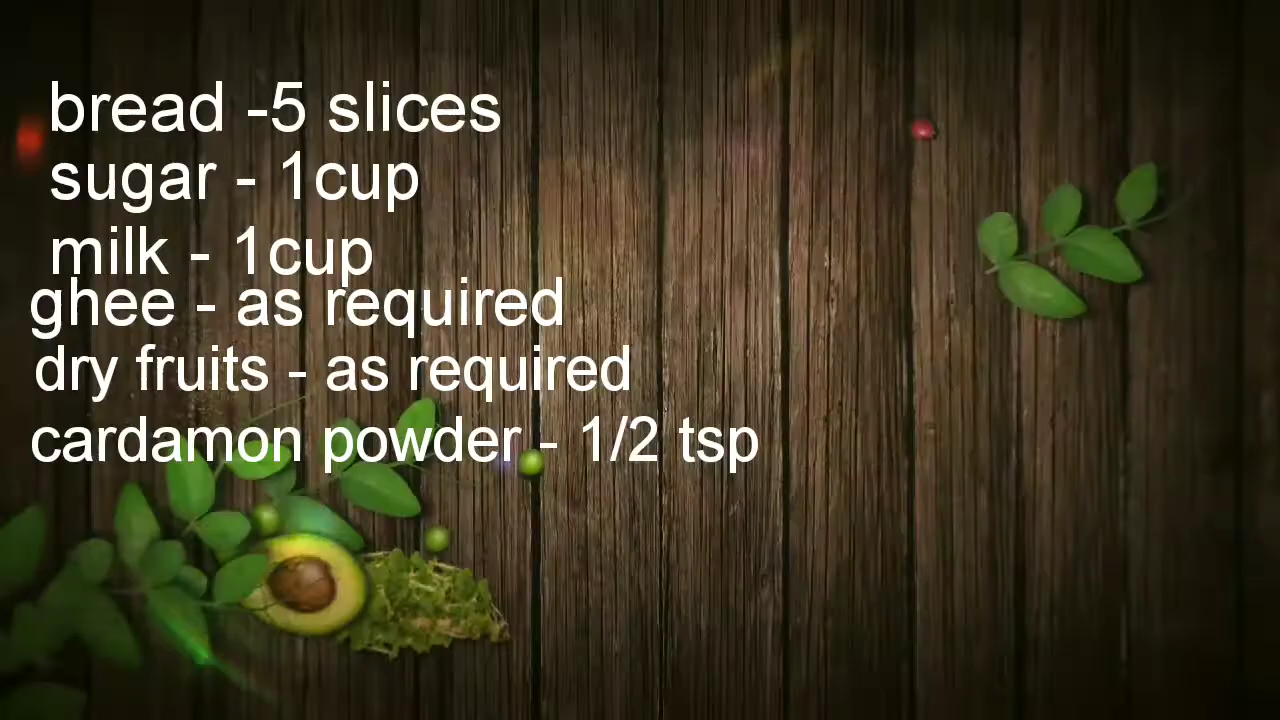 bread -5 slices
sugar - 1cup
milk - 1cup
ghee - as required
dry fruits - as required
cardamon powder - 1/2 tsp